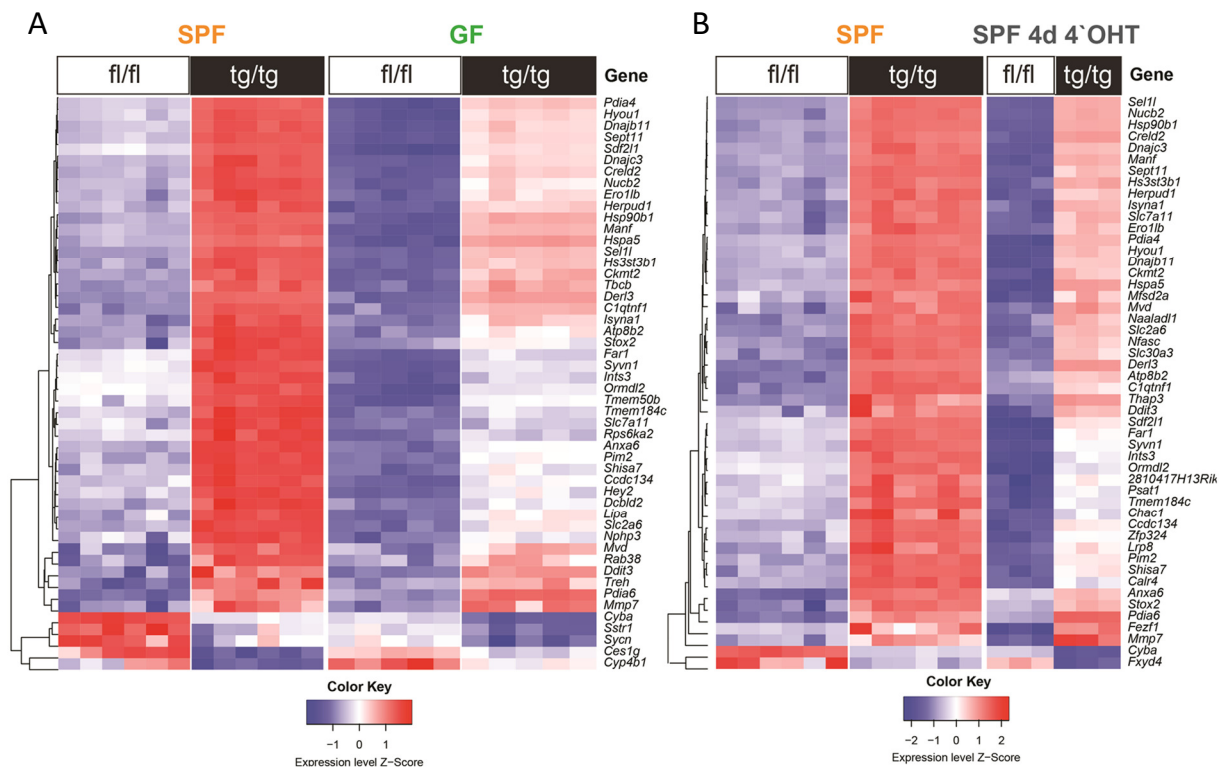 A
SPF GF
fl/fl tg/tg fl/fl tg/tg Gene
Pdia4
Hyou1
Dnajb11
Sept11
Sdf2l1
Dnajc3
Creld2
Nucb2
Ero1lb
Herpud1
Hsp90b1
Manf
Hspa5
Sel1l
Hs3st3b1
Ckmt2
Tbcb
Derl3
C1qtnf1
Isyna1
Atp8b2
Stox2
Far1
Syvn1
Ints3
Ormdl2
Tmem50b
Tmem184c
Slc7a11
Rps6ka2
Anxa6
Pim2
Shisa7
Ccdc134
Hey2
Dcbld2
Lipa
Slc2a6
Nphp3
Mvd
Rab38
Ddit3
Treh
Pdia6
Mmp7
Cyba
Sstr1
Sycn
Ces1g
Cyp4b1
Color Key
−1 0 1
Expression level Z-Score
B
SPF SPF 4d 4`OHT
fl/fl tg/tg fl/fl tg/tg Gene
Sel1l
Nucb2
Hsp90b1
Creld2
Dnajc3
Manf
Sept11
Hs3st3b1
Herpud1
Isyna1
Slc7a11
Ero1lb
Pdia4
Hyou1
Dnajb11
Ckmt2
Hspa5
Mfsd2a
Mvd
Naaladl1
Slc2a6
Nfasc
Slc30a3
Derl3
Atp8b2
C1qtnf1
Thap3
Ddit3
Sdf2l1
Far1
Syvn1
Ints3
Ormdl2
2810417H13Rik
Psat1
Tmem184c
Chac1
Ccdc134
Zfp324
Lrp8
Pim2
Shisa7
Calr4
Anxa6
Stox2
Pdia6
Fezf1
Mmp7
Cyba
Fxyd4
Color Key
−2 −1 0 1 2
Expression level Z-Score